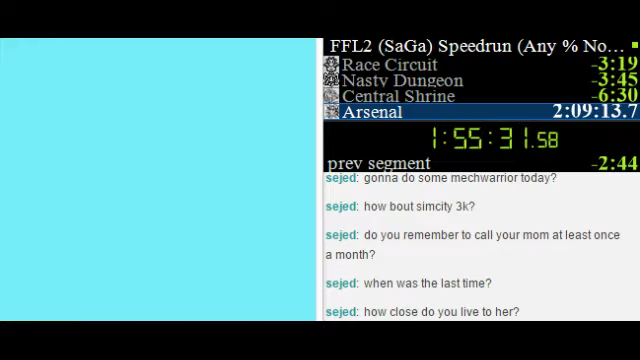 FFL2 (SaGa) Speedrun (Any % No...
Race Circuit -3:19
Nasty Dungeon -3:45
Central Shrine -6:30
Arsenal 2:09:13.7
1:55:31.58
prev segment -2:44
sejed: gonna do some mechwarrior today?
sejed: how bout simcity 3k?
sejed: do you remember to call your mom at least once
a month?
sejed: when was the last time?
sejed: how close do you live to her?